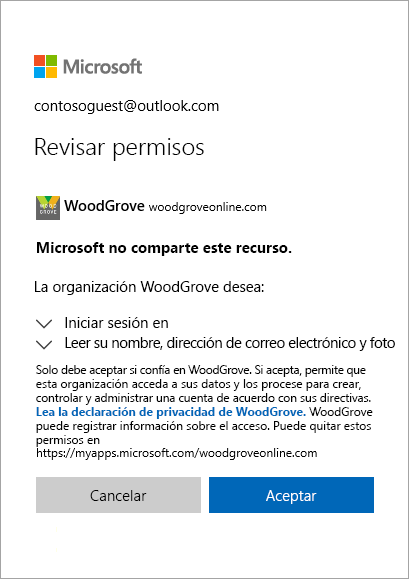 Microsoft
contosoguest@outlook.com
Revisar permisos
WOOD
GROVE
WoodGrove woodgroveonline.com
Microsoft no comparte este recurso.
La organización WoodGrove desea:
Iniciar sesión en
Leer su nombre, dirección de correo electrónico y foto
Solo debe aceptar si confía en WoodGrove. Si acepta, permite que
esta organización acceda a sus datos y los procese para crear,
controlar y administrar una cuenta de acuerdo con sus directivas.
Lea la declaración de privacidad de WoodGrove. WoodGrove
puede registrar información sobre el acceso. Puede quitar estos
permisos en
https://myapps.microsoft.com/woodgroveonline.com
Cancelar
Aceptar